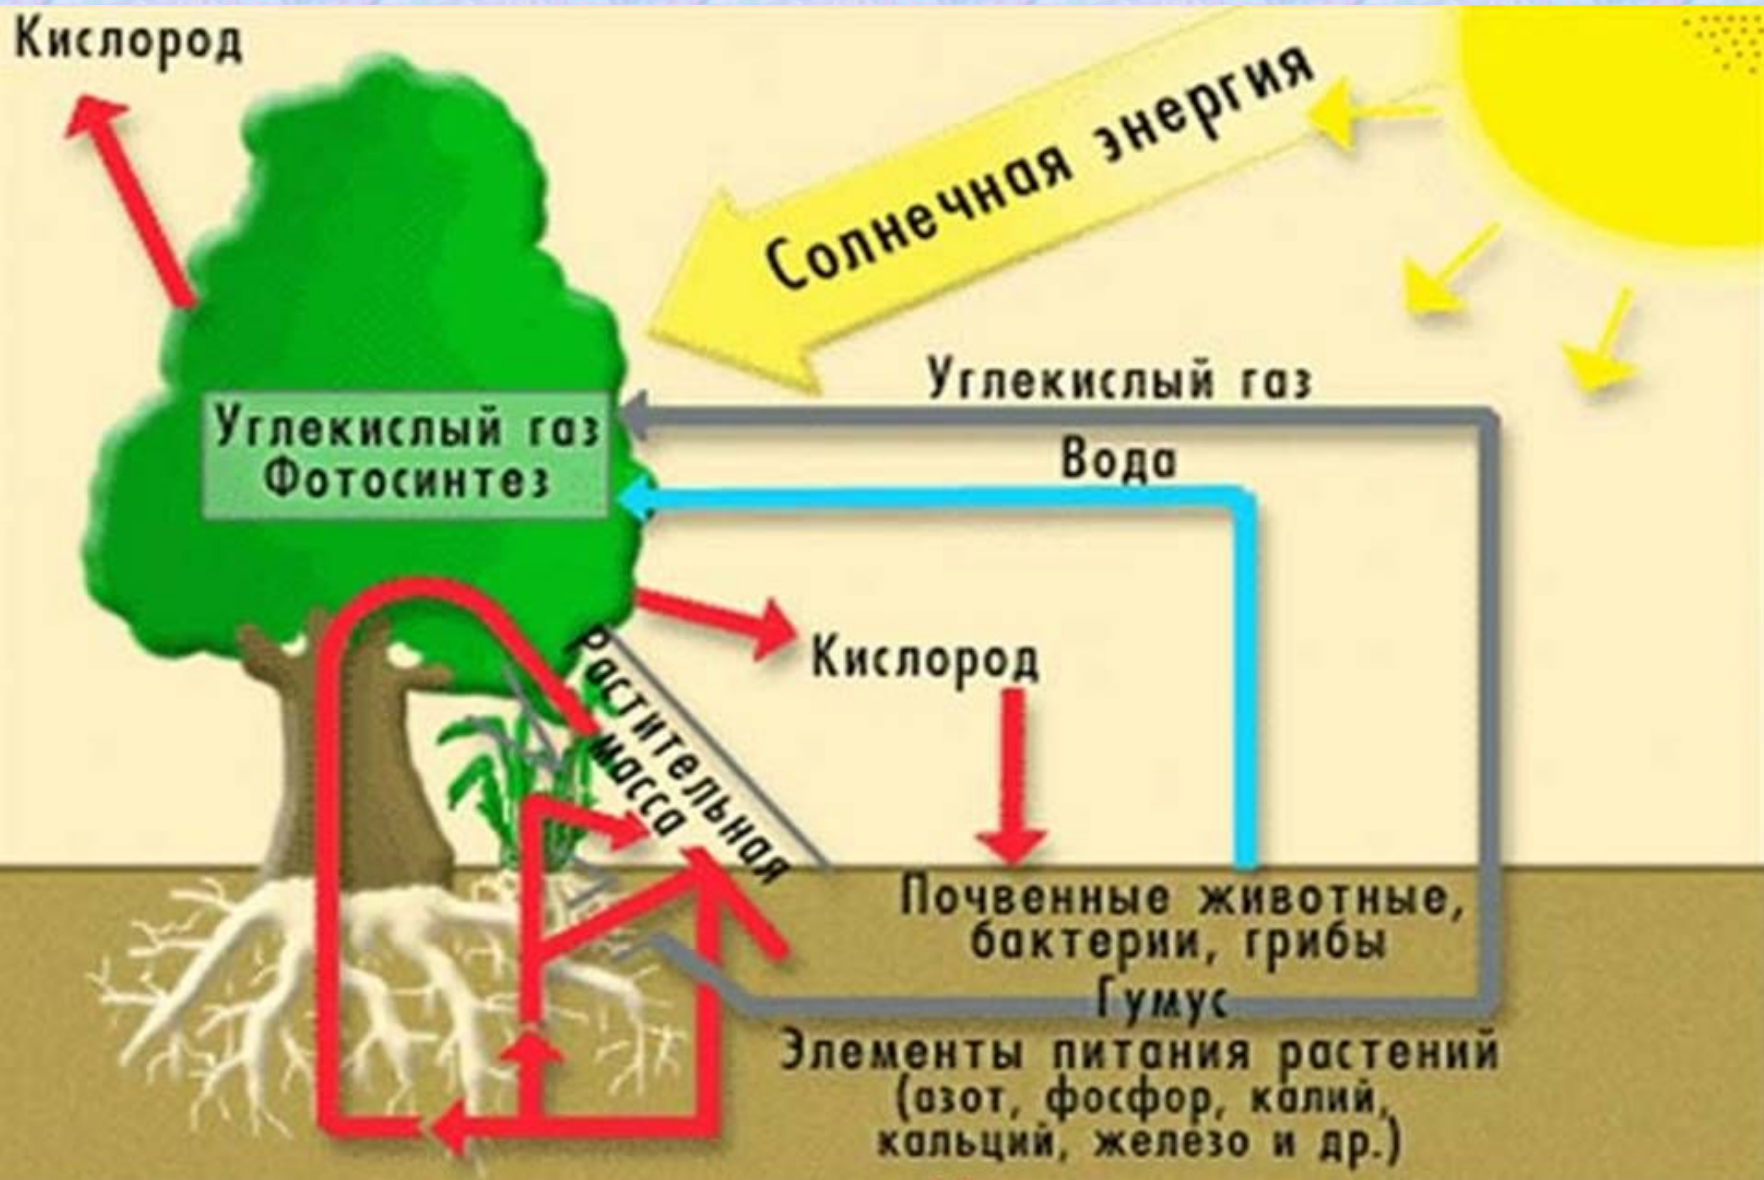 Кислород
Солнечная энергия
Углекислый газ
Вода
Углекислый газ
Фотосинтез
Кислород
Растительная
масса
Почвенные животные,
бактерии, грибы
Гумус
Элементы питания растений
(азот, фосфор, калий,
кальций, железо и др.)